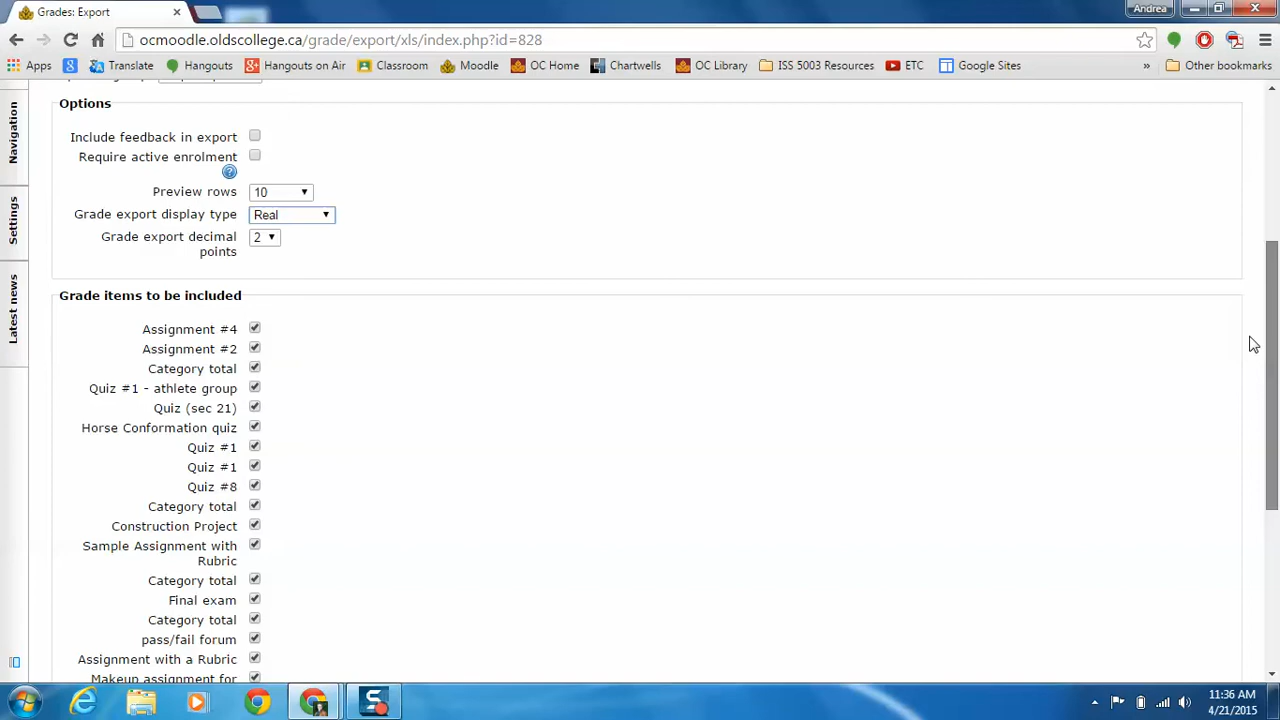 Grades: Export
Andrea
ocmoodle.oldscollege.ca/grade/export/xls/index.php?id=828
Apps Translate Hangouts Hangouts on Air Classroom Moodle OC Home Chartwells OC Library ISS 5003 Resources ETC Google Sites » Other bookmarks
Navigation
Settings
Latest news
Options
Include feedback in export
Require active enrolment
Preview rows 10
Grade export display type Real
Grade export decimal 2
points
Grade items to be included
Assignment #4
Assignment #2
Category total
Quiz #1 - athlete group
Quiz (sec 21)
Horse Conformation quiz
Quiz #1
Quiz #1
Quiz #8
Category total
Construction Project
Sample Assignment with
Rubric
Category total
Final exam
Category total
pass/fail forum
Assignment with a Rubric
Makeup assignment for
11:36 AM
4/21/2015